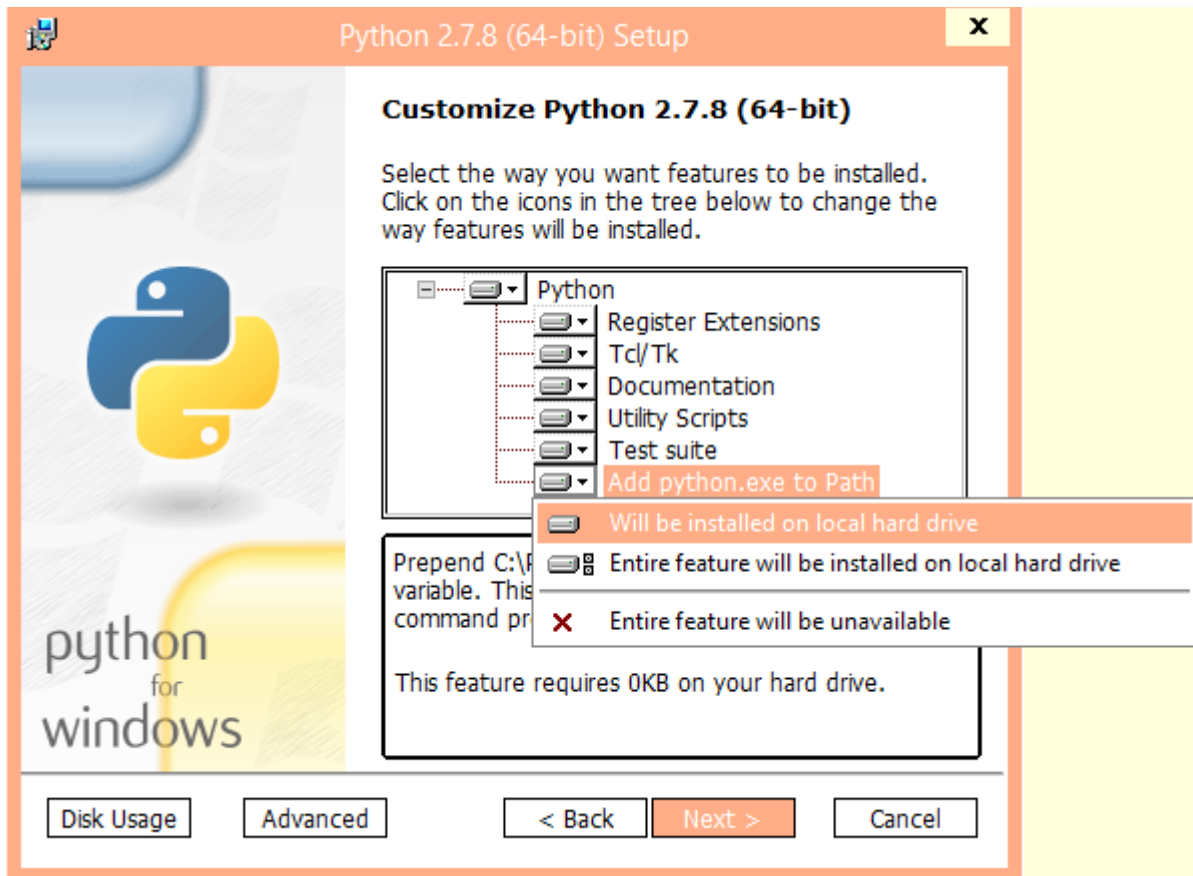 Python 2.7.8 (64-bit) Setup
x
Customize Python 2.7.8 (64-bit)
Select the way you want features to be installed.
Click on the icons in the tree below to change the
way features will be installed.
Python
Register Extensions
Tcl/Tk
Documentation
Utility Scripts
Test suite
Add python.exe to Path
Will be installed on local hard drive
Entire feature will be installed on local hard drive
Entire feature will be unavailable
Prepend C:\
variable. This
command
This feature requires 0KB on your hard drive.
python
for
windows
Disk Usage
Advanced
< Back
Next >
Cancel